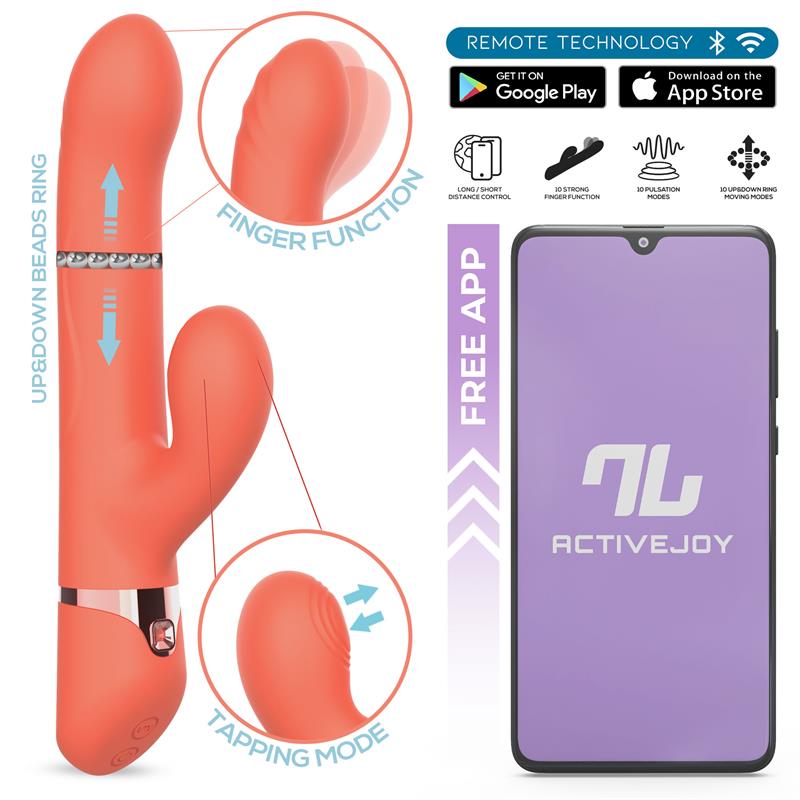 REMOTE TECHNOLOGY
GET IT ON
Google Play
Download on the
App Store
LONG / SHORT
DISTANCE CONTROL
10 STRONG
FINGER FUNCTION
10 PULSATION
MODES
10 UP&DOWN RING
MOVING MODES
UP&DOWN BEADS RING
FINGER FUNCTION
FREE APP
ACTIVEJOY
TAPPING MODE